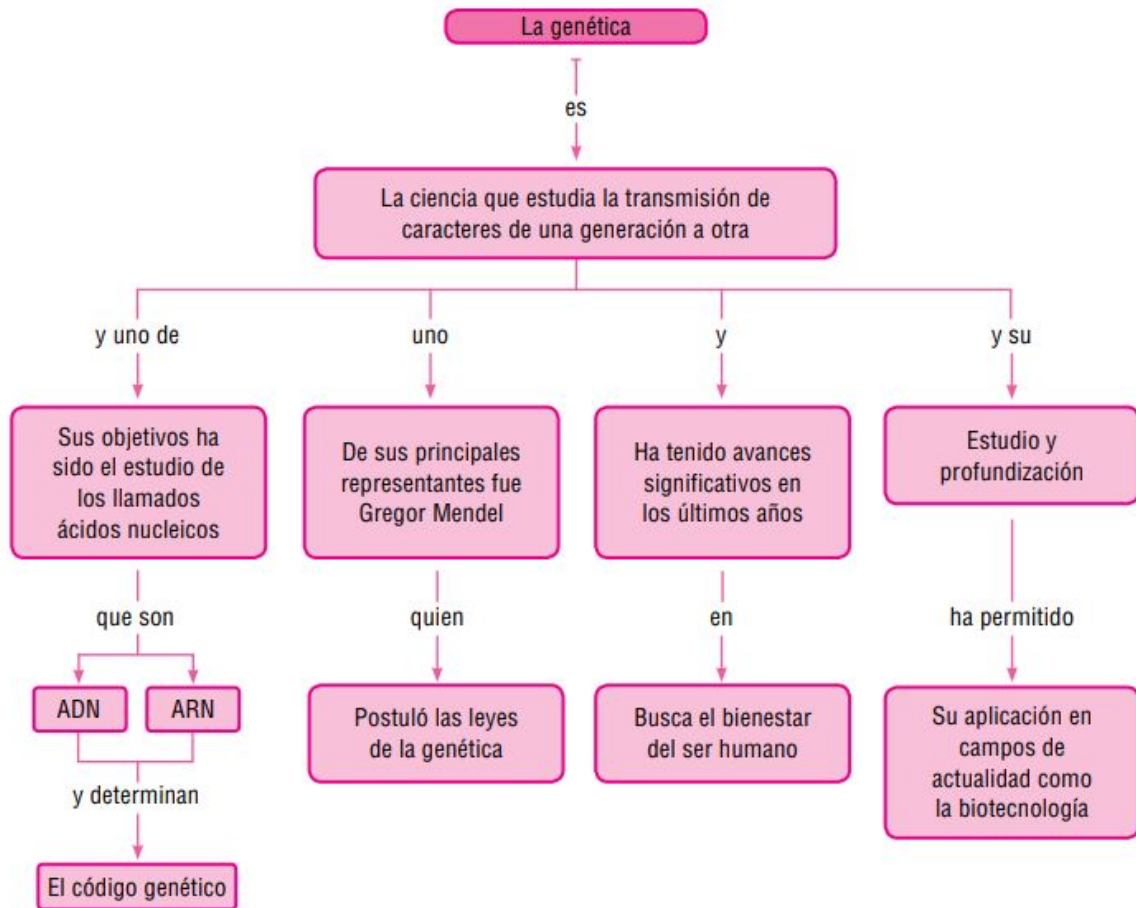 La genética
es
La ciencia que estudia la transmisión de
caracteres de una generación a otra
y uno de
uno
y
y su
Sus objetivos ha
sido el estudio de
los llamados
ácidos nucleicos
De sus principales
representantes fue
Gregor Mendel
Ha tenido avances
significativos en
los últimos años
Estudio y
profundización
que son
quien
en
ha permitido
ADN
ARN
Postuló las leyes
de la genética
Busca el bienestar
del ser humano
Su aplicación en
campos de
actualidad como
la biotecnología
y determinan
El código genético